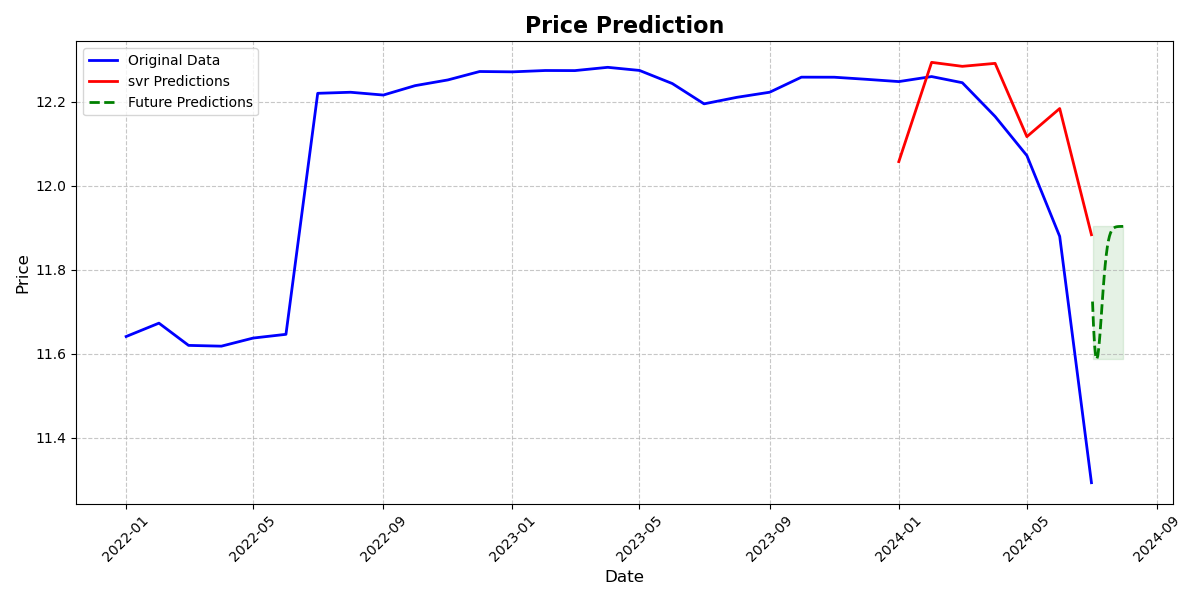 Price Prediction
Original Data
svr Predictions
Future Predictions
Price
12.2
12.0
11.8
11.6
11.4
2022-01
2022-05
2022-09
2023-01
2023-05
2023-09
2024-01
2024-05
2024-09
Date